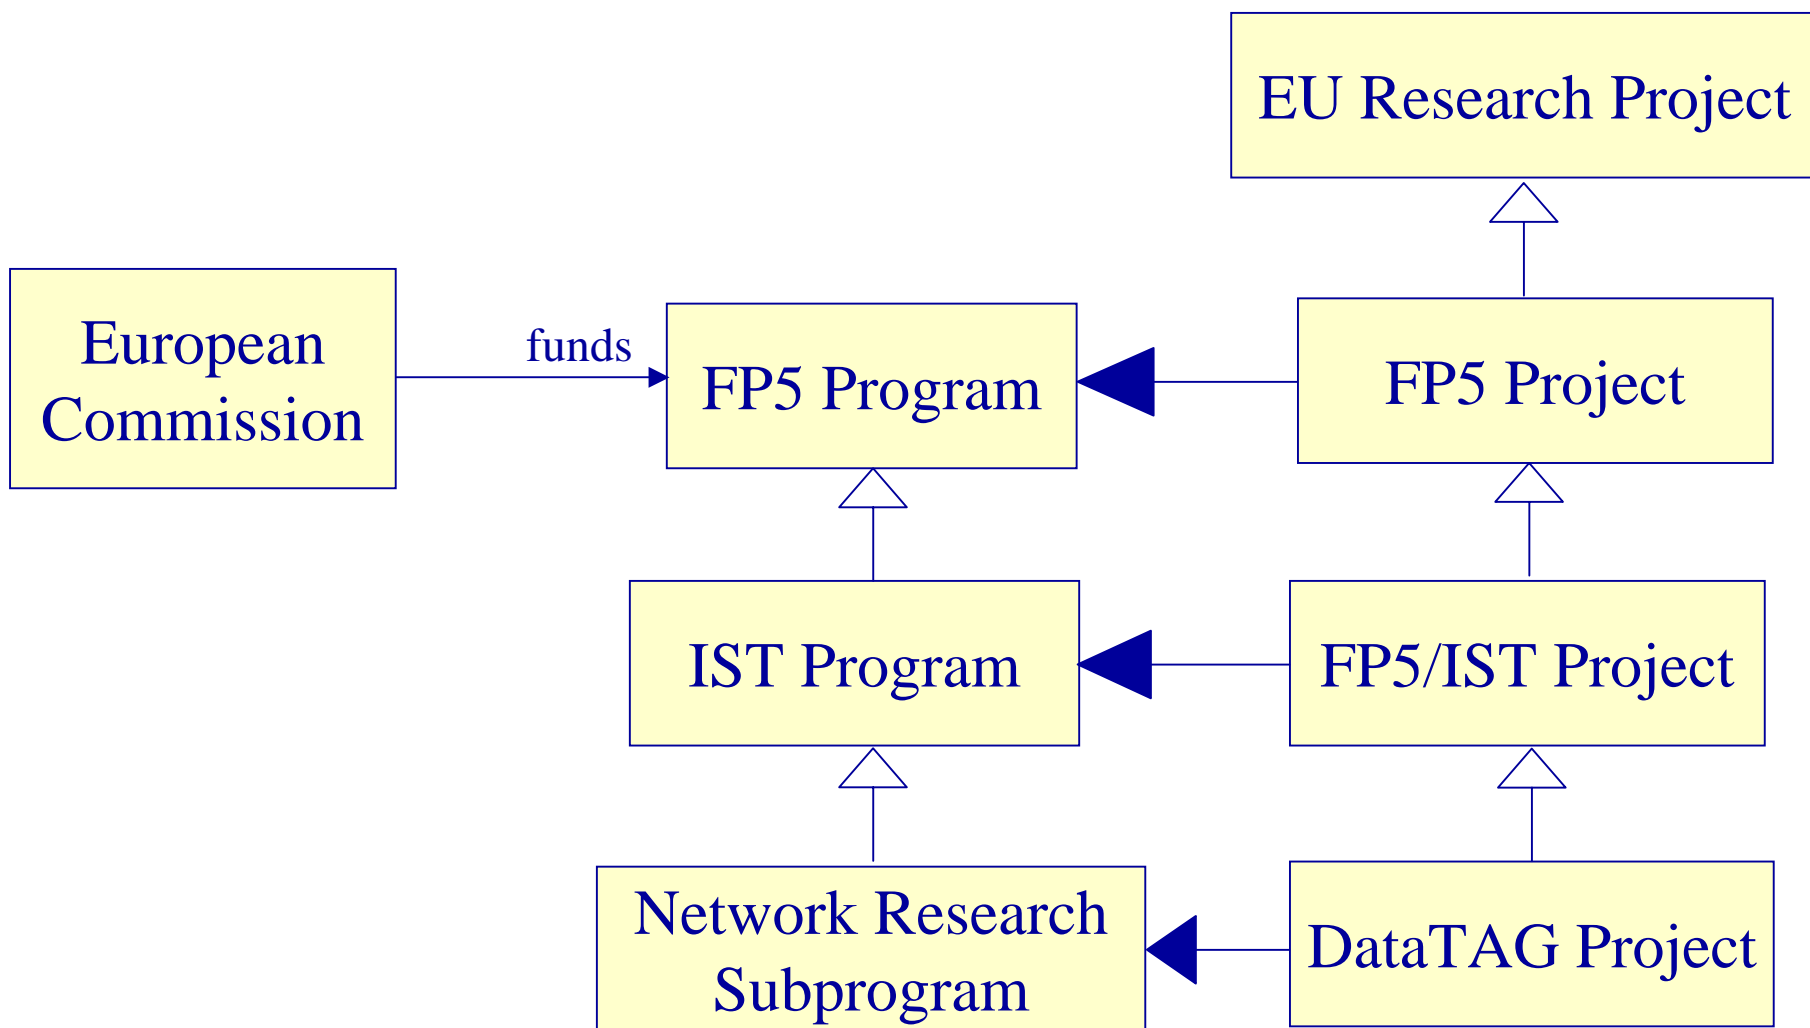 EU Research Project
European
Commission
funds
FP5 Program
FP5 Project
IST Program
FP5/IST Project
Network Research
Subprogram
DataTAG Project